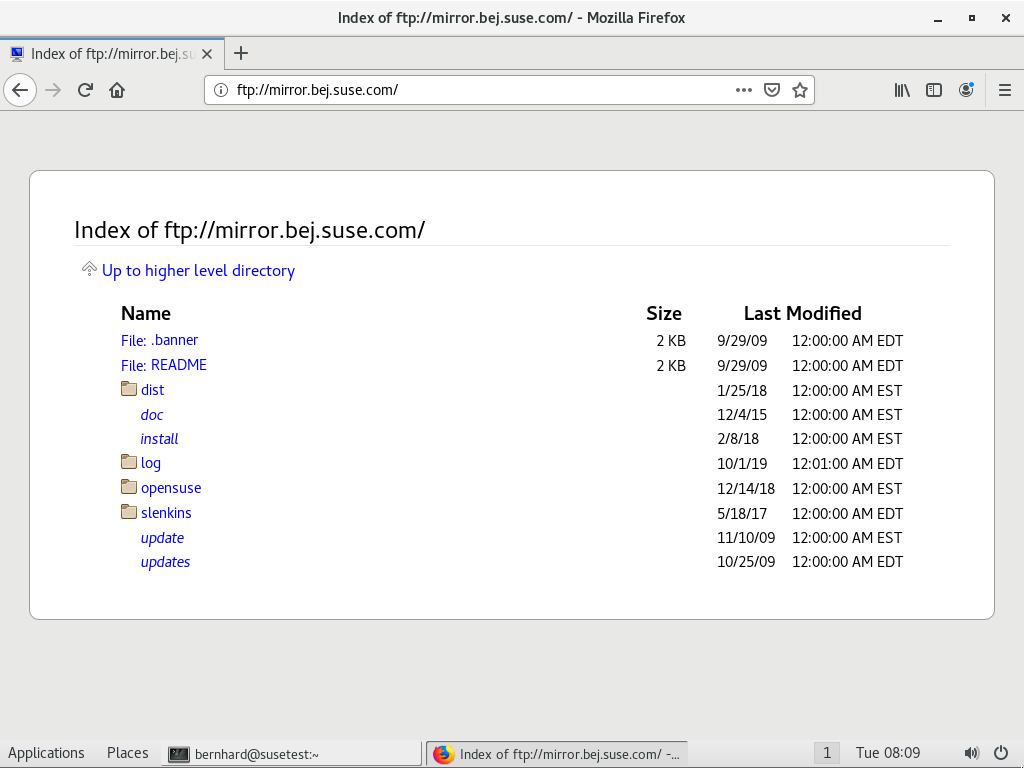 Index of ftp://mirror.bej.suse.com/ - Mozilla Firefox
Index of ftp://mirror.bej.su
ftp://mirror.bej.suse.com/
Index of ftp://mirror.bej.suse.com/
Up to higher level directory
Name Size Last Modified
File: .banner 2 KB 9/29/09 12:00:00 AM EDT
File: README 2 KB 9/29/09 12:00:00 AM EDT
dist 1/25/18 12:00:00 AM EST
doc 12/4/15 12:00:00 AM EST
install 2/8/18 12:00:00 AM EST
log 10/1/19 12:01:00 AM EDT
opensuse 12/14/18 12:00:00 AM EST
slenkins 5/18/17 12:00:00 AM EDT
update 11/10/09 12:00:00 AM EST
updates 10/25/09 12:00:00 AM EDT
Applications Places bernhard@susetest:~ Index of ftp://mirror.bej.suse.com/ -... 1 Tue 08:09